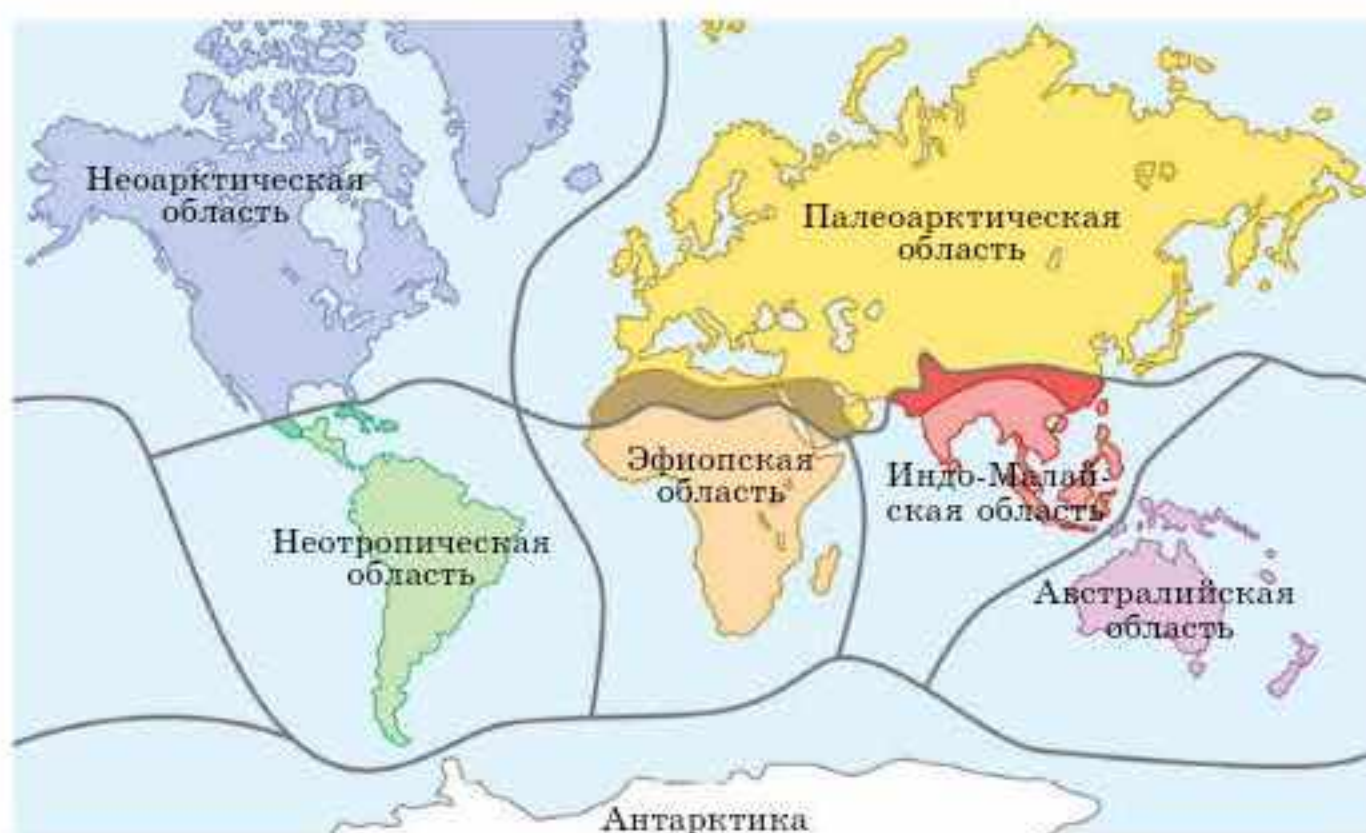 Неоарктическая
область
Палеоарктическая
область
Эфиопская
область
Индо-Малай-
ская область
Неотропическая
область
Австралийская
область
Антарктика